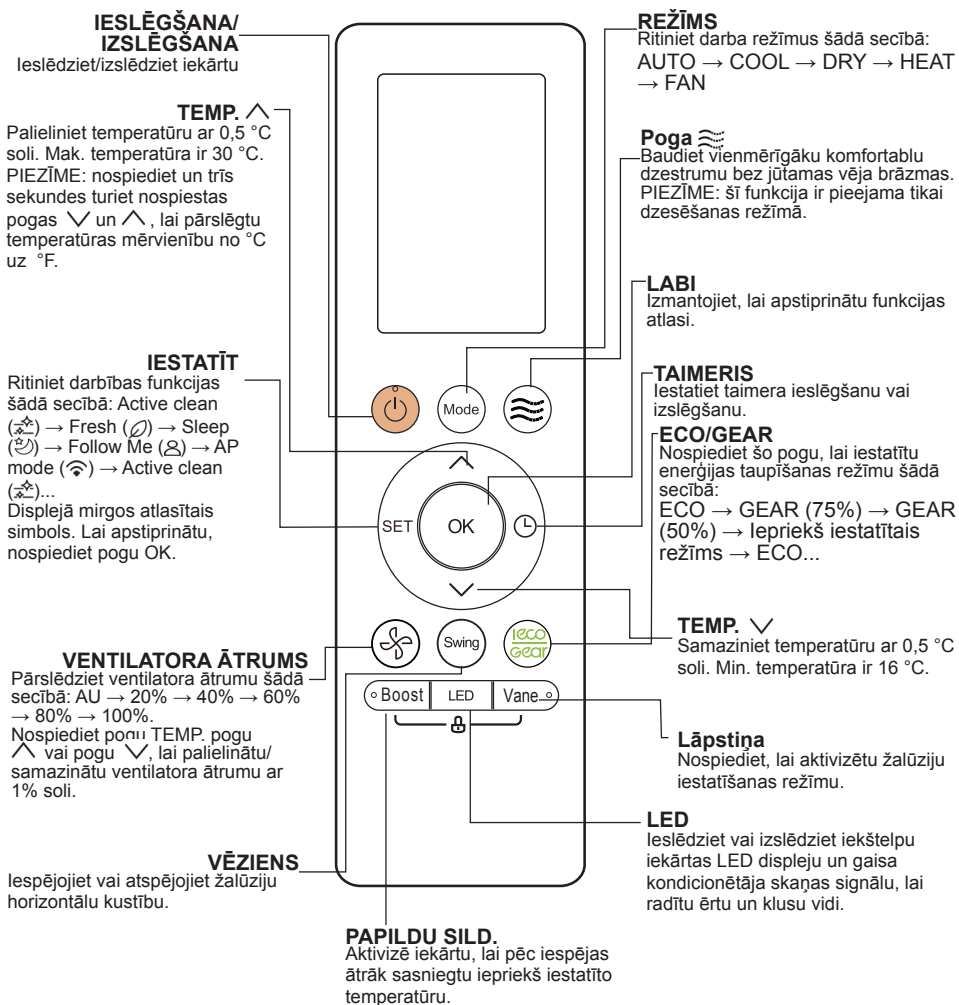 IESLĒGŠANA/
IZSLĒGŠANA
Ieslēdziet/izslēdziet iekārtu
TEMP.
Palieliniet temperatūru ar 0,5 °C
soli. Mak. temperatūra ir 30 °C.
PIEZĪME: nospiediet un trīs
sekundes turiet nospiestas
pogas un , lai pārslēgtu
temperatūras mērvienību no °C
uz °F.
IESTATĪT
Ritiniet darbības funkcijas
šādā secībā: Active clean
( ) → Fresh ( ) → Sleep
( ) → Follow Me ( ) → AP
mode ( ) → Active clean
( )...
Displejā mirgos atlasītais
simbols. Lai apstiprinātu,
nospiediet pogu OK.
VENTILATORA ĀTRUMS
Pārslēdziet ventilatora ātrumu šādā
secībā: AU → 20% → 40% → 60%
→ 80% → 100%.
Nospiediet pogu TEMP. pogu
vai pogu , lai palielinātu/
samazinātu ventilatora ātrumu ar
1% soli.
VĒZIENS
Iespējojiet vai atspējojiet žalūziju
horizontālu kustību.
Mode
SET
OK
Swing
ieco
Gear
Boost
LED
Vane
PAPILDU SILD.
Aktivizē iekārtu, lai pēc iespējas
ātrāk sasniegtu iepriekš iestatīto
temperatūru.
REŽĪMS
Ritiniet darba režīmus šādā secībā:
AUTO → COOL → DRY → HEAT
→ FAN
Poga
Baudiet vienmērīgāku komfortablu
dzestrumu bez jūtamas vēja brāzmas.
PIEZĪME: šī funkcija ir pieejama tikai
dzesēšanas režīmā.
LABI
Izmantojiet, lai apstiprinātu funkcijas
atlasi.
TAIMERIS
Iestatiet taimera ieslēgšanu vai
izslēgšanu.
ECO/GEAR
Nospiediet šo pogu, lai iestatītu
enerģijas taupīšanas režīmu šādā
secībā:
ECO → GEAR (75%) → GEAR
(50%) → Iepriekš iestatītais
režīms → ECO...
TEMP.
Samaziniet temperatūru ar 0,5 °C
soli. Min. temperatūra ir 16 °C.
Lāpstiņa
Nospiediet, lai aktivizētu žalūziju
iestatīšanas režīmu.
LED
Ieslēdziet vai izslēdziet iekštelpu
iekārtas LED displeju un gaisa
kondicionētāja skaņas signālu, lai
radītu ērtu un klusu vidi.